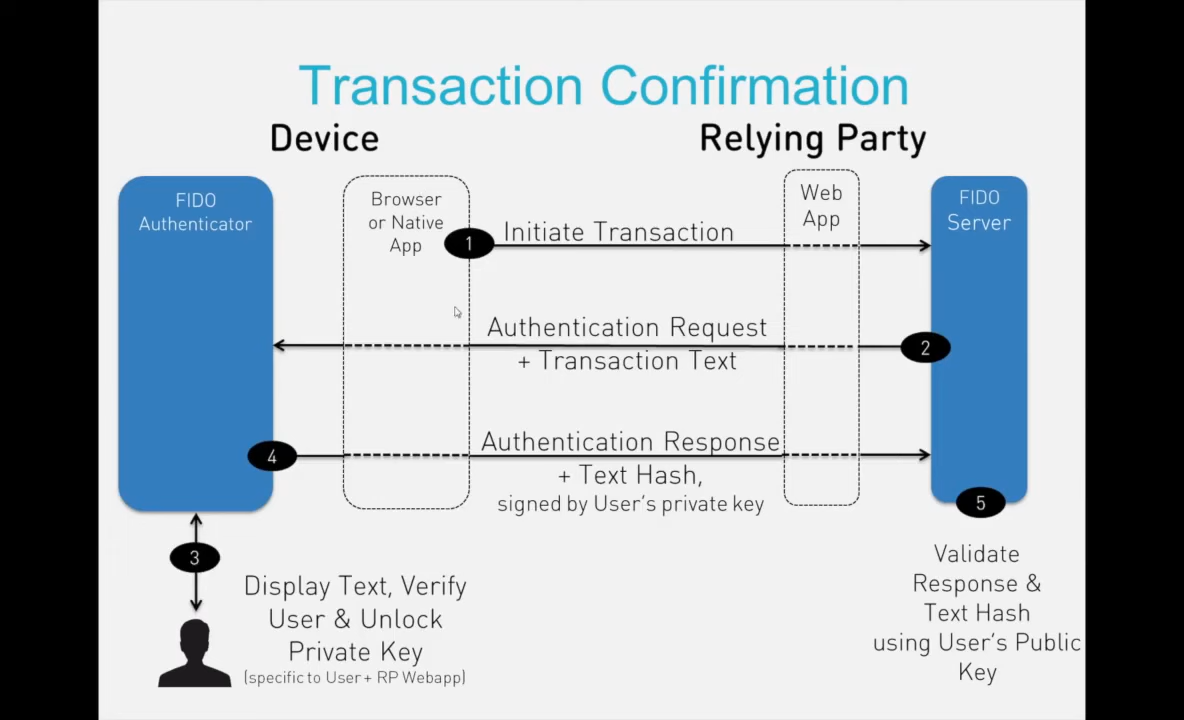 Transaction Confirmation
Device
Relying Party
FIDO
Authenticator
Browser
or Native
App
Web
App
FIDO
Server
1
Initiate Transaction
Authentication Request
+ Transaction Text
2
4
Authentication Response
+ Text Hash,
signed by User's private key
5
3
Display Text, Verify
User & Unlock
Private Key
(specific to User + RP Webapp)
Validate
Response &
Text Hash
using User's Public
Key